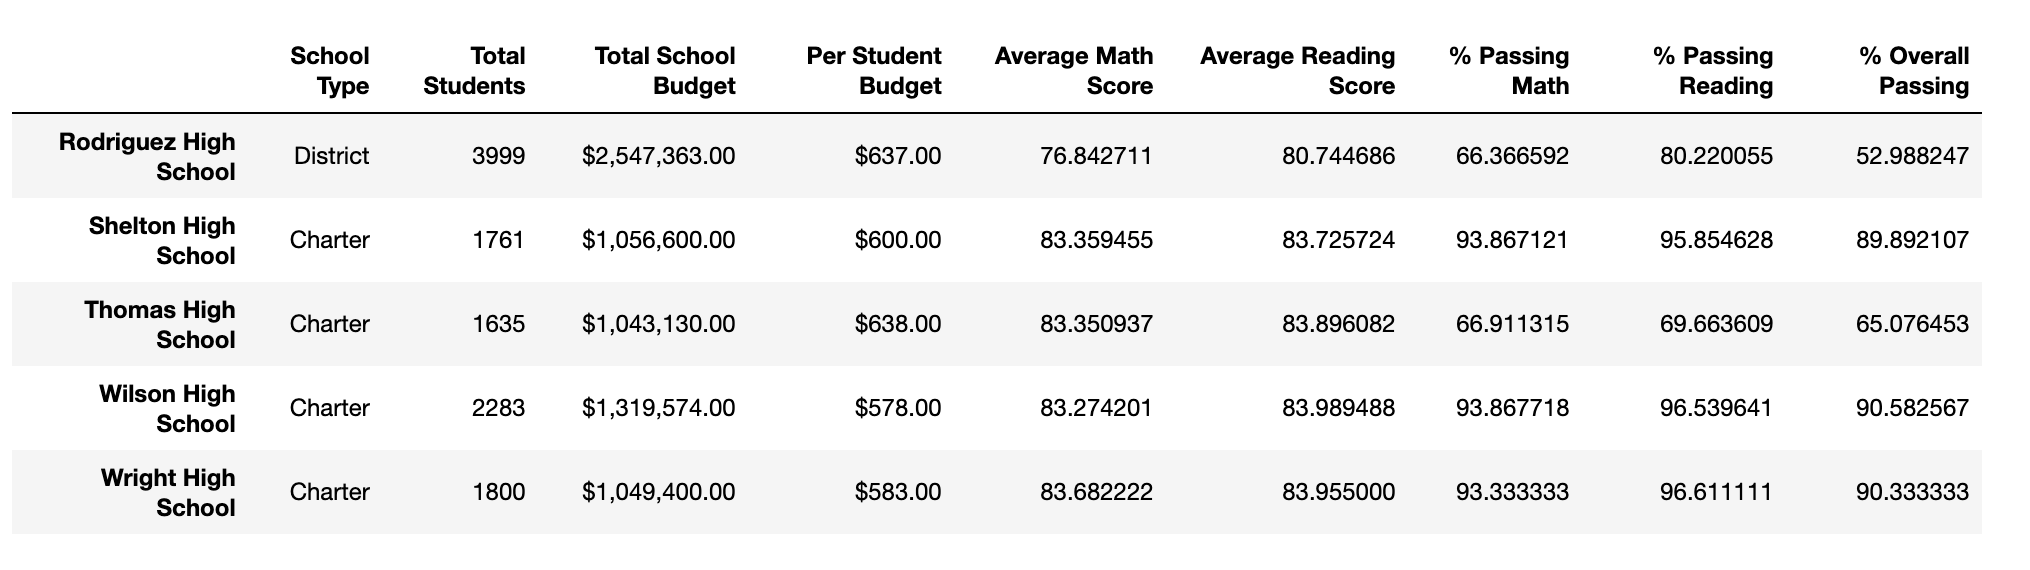 School Type Total Students Total School Budget Per Student Budget Average Math Score Average Reading Score % Passing Math % Passing Reading % Overall Passing
Rodriguez High School District 3999 $2,547,363.00 $637.00 76.842711 80.744686 66.366592 80.220055 52.988247
Shelton High School Charter 1761 $1,056,600.00 $600.00 83.359455 83.725724 93.867121 95.854628 89.892107
Thomas High School Charter 1635 $1,043,130.00 $638.00 83.350937 83.896082 66.911315 69.663609 65.076453
Wilson High School Charter 2283 $1,319,574.00 $578.00 83.274201 83.989488 93.867718 96.539641 90.582567
Wright High School Charter 1800 $1,049,400.00 $583.00 83.682222 83.955000 93.333333 96.611111 90.333333